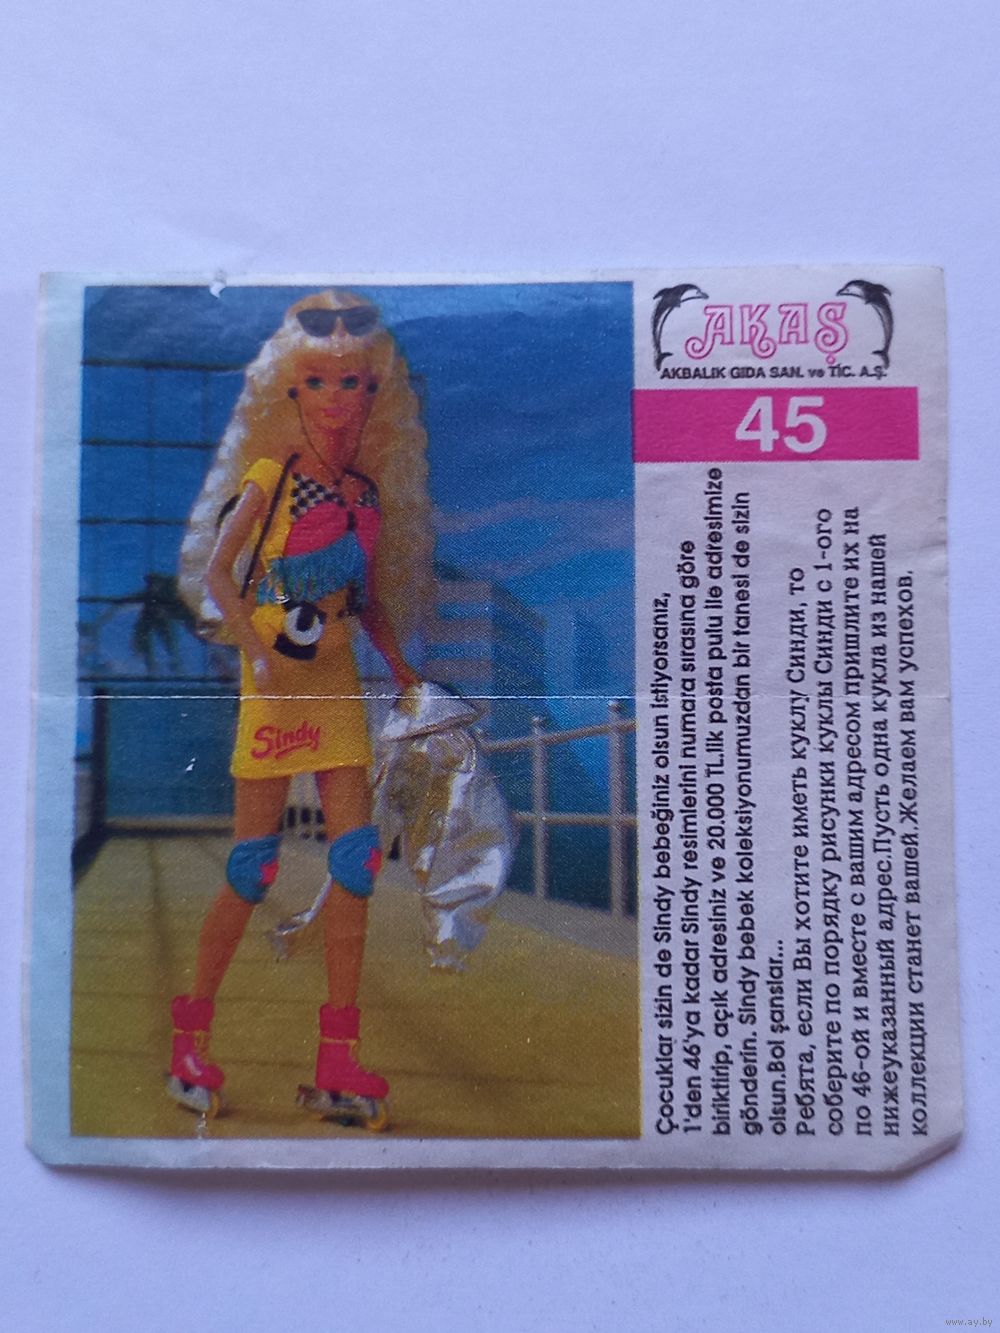 AKAŞ
AKBALIK GIDA SAN. ve TİC. A.Ş.
45
Sindy
Çocuklar sizin de Sindy bebeğiniz olsun istiyorsanız,
1'den 46'ya kadar Sindy resimlerini numara sırasına göre
biriktirip, açık adresiniz ve 20.000 TL.lik posta pulu ile adresimize
gönderin. Sindy bebek koleksiyonumuzdan bir tanesi de sizin
olsun.Bol şanslar...
Ребята, если Вы хотите иметь куклу Синди, то
соберите по порядку рисунки куклы Синди с 1-ого
по 46-ой и вместе с вашим адресом пришлите их на
нижеуказанный адрес.Пусть одна кукла из нашей
коллекции станет вашей.Желаем вам успехов.
www.ay.by